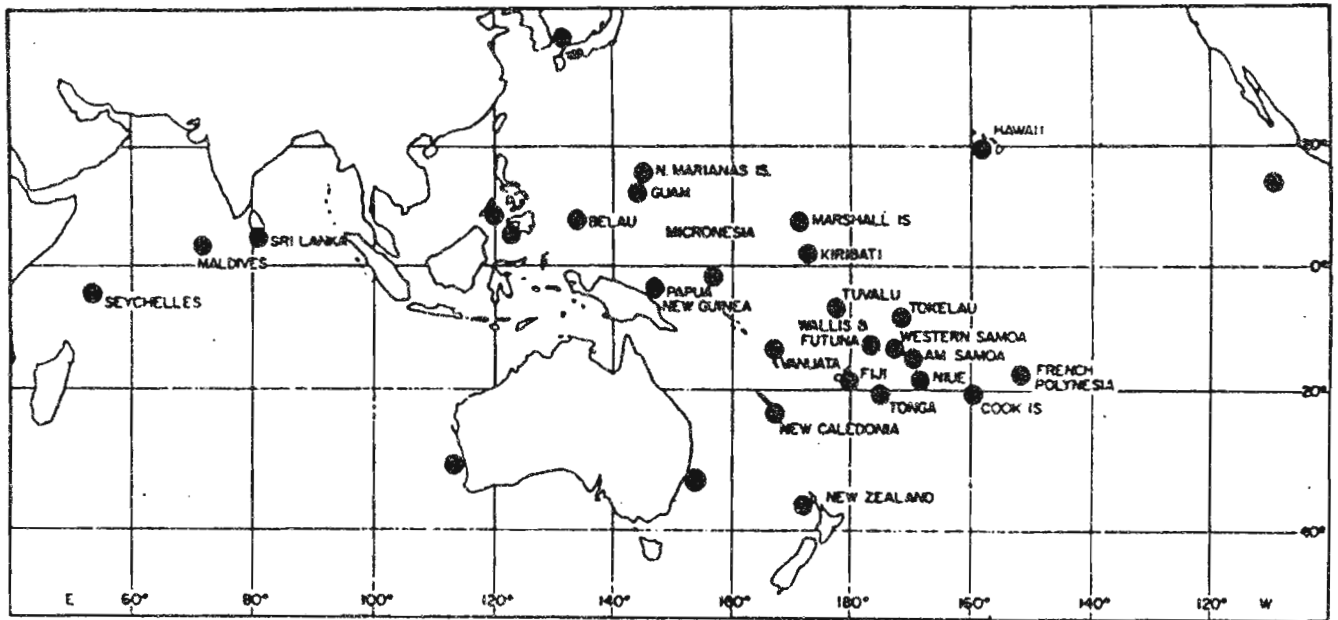 HAWAII
20°
N. MARIANAS IS.
GUAM
BELAU
MARSHALL IS
MICRONESIA
SRI LANKA
MALDIVES
KIRIBATI
0°
SEYCHELLES
PAPUA
NEW GUINEA
TUVALU
TOKELAU
WALLIS &
FUTUNA
WESTERN SAMOA
AM SAMOA
VANUATA
FIJI
NIUE
FRENCH
POLYNESIA
20°
TONGA
COOK IS
NEW CALEDONIA
NEW ZEALAND
40°
E 60° 80° 100° 120° 140° 160° 180° 160° 140° 120° W